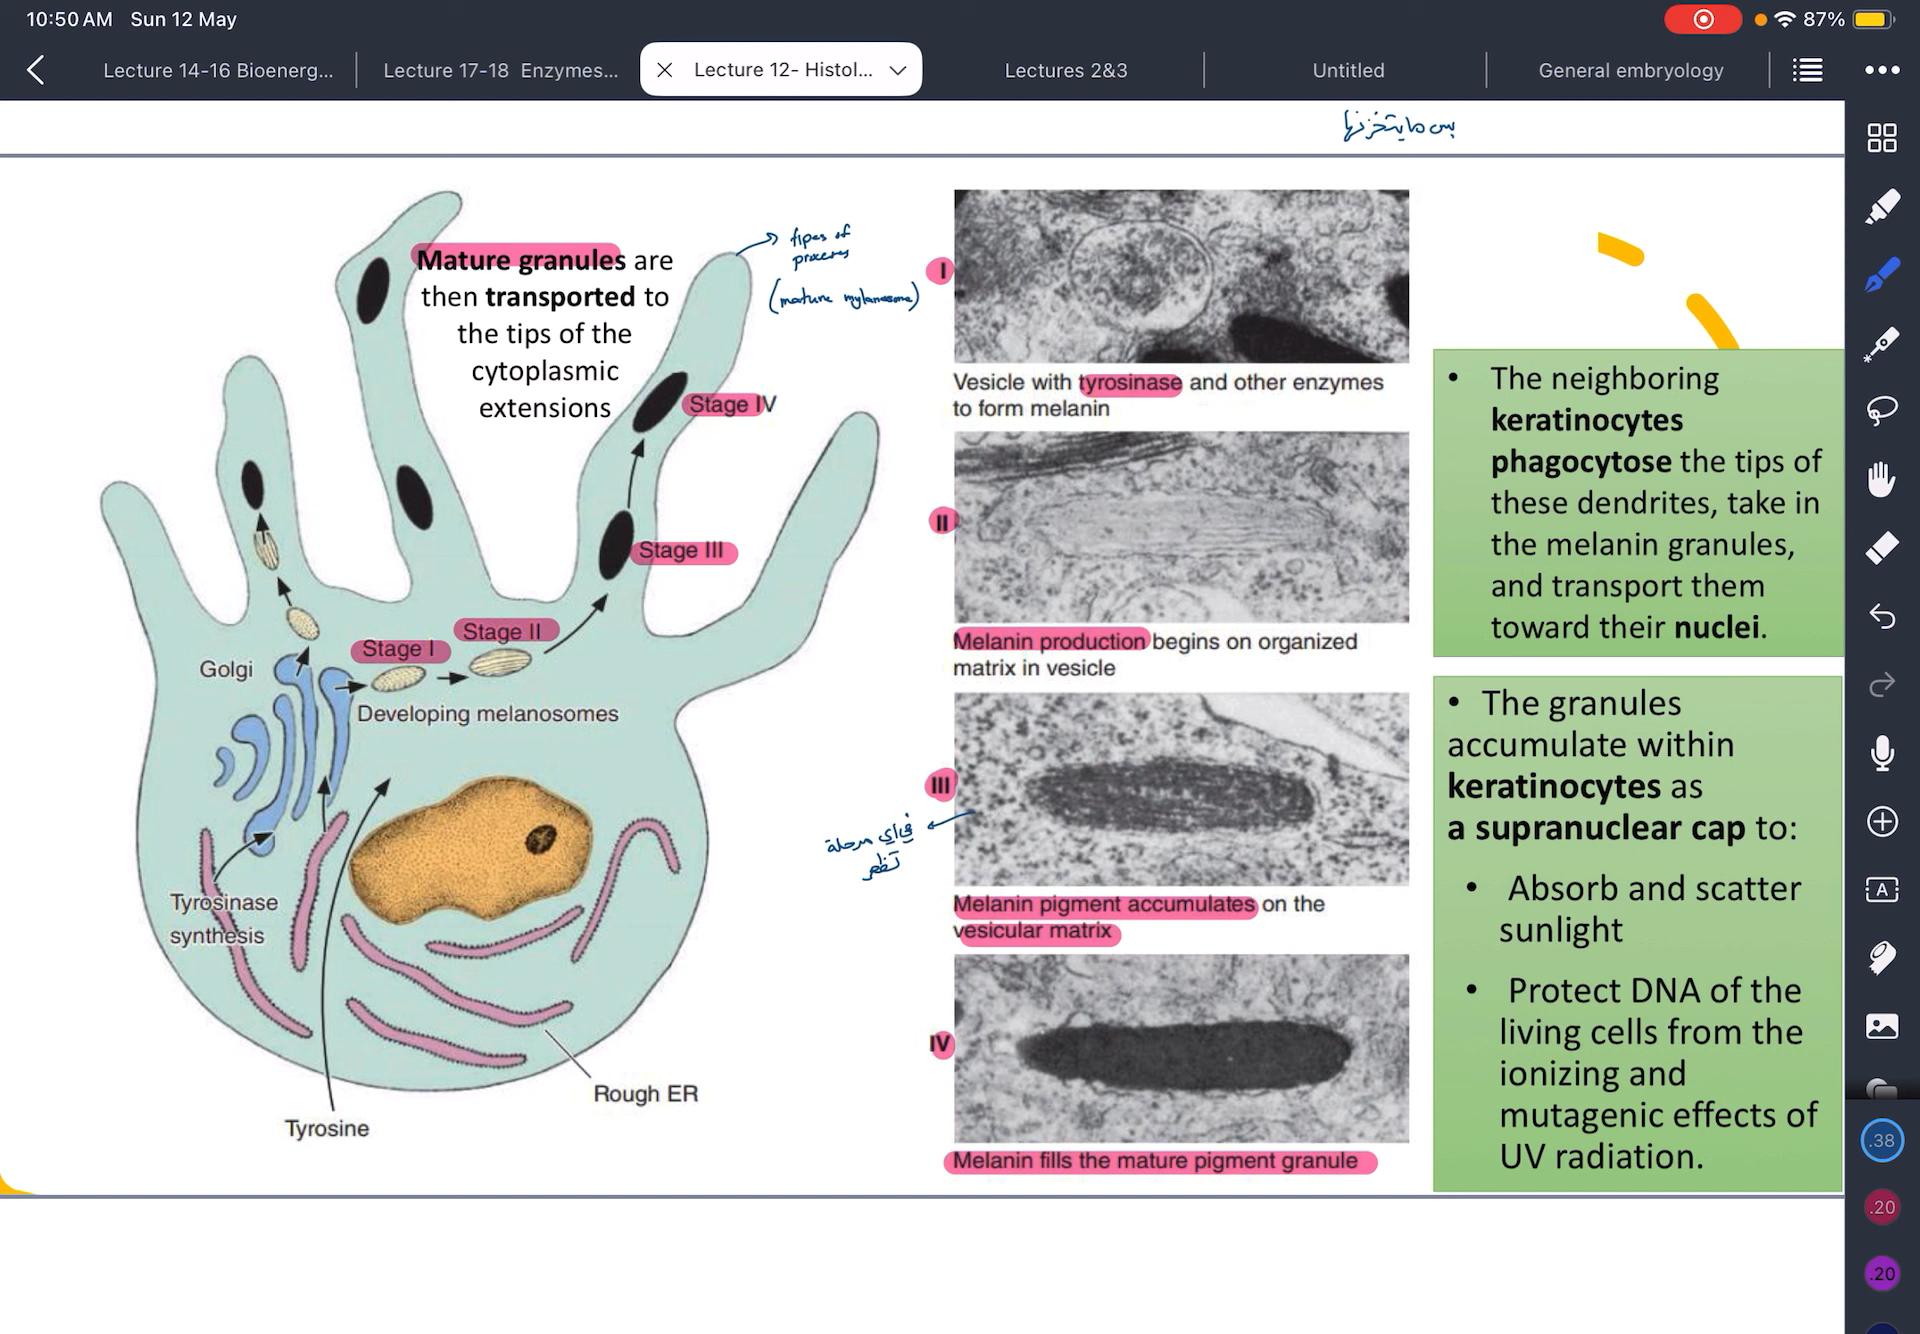 10:50 AM Sun 12 May
87%
Lecture 14-16 Bioenerg...
Lecture 17-18 Enzymes...
Lecture 12- Histol...
Lectures 2&3
Untitled
General embryology
بس ما يتخزنها
Mature granules are
then transported to
the tips of the
cytoplasmic
extensions
tipes of
process
(mature mylanosome)
Stage IV
Stage III
Stage II
Stage I
Golgi
Developing melanosomes
Tyrosinase
synthesis
Rough ER
Tyrosine
I
Vesicle with tyrosinase and other enzymes
to form melanin
II
Melanin production begins on organized
matrix in vesicle
III
في اي مرحلة
تظهر
Melanin pigment accumulates on the
vesicular matrix
IV
Melanin fills the mature pigment granule
• The neighboring
keratinocytes
phagocytose the tips of
these dendrites, take in
the melanin granules,
and transport them
toward their nuclei.
• The granules
accumulate within
keratinocytes as
a supranuclear cap to:
• Absorb and scatter
sunlight
• Protect DNA of the
living cells from the
ionizing and
mutagenic effects of
UV radiation.
A
.38
.20
.20